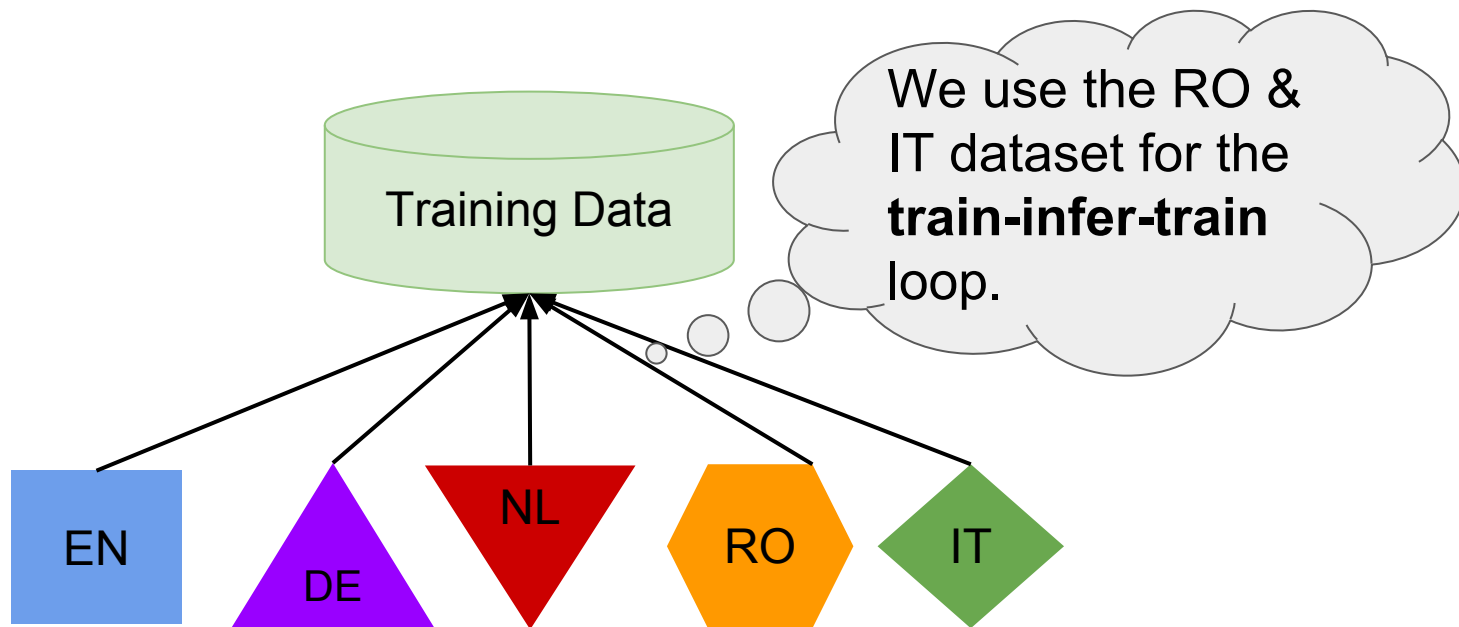 We use the RO &
IT dataset for the
train-infer-train
loop.
Training Data
EN
DE
NL
RO
IT